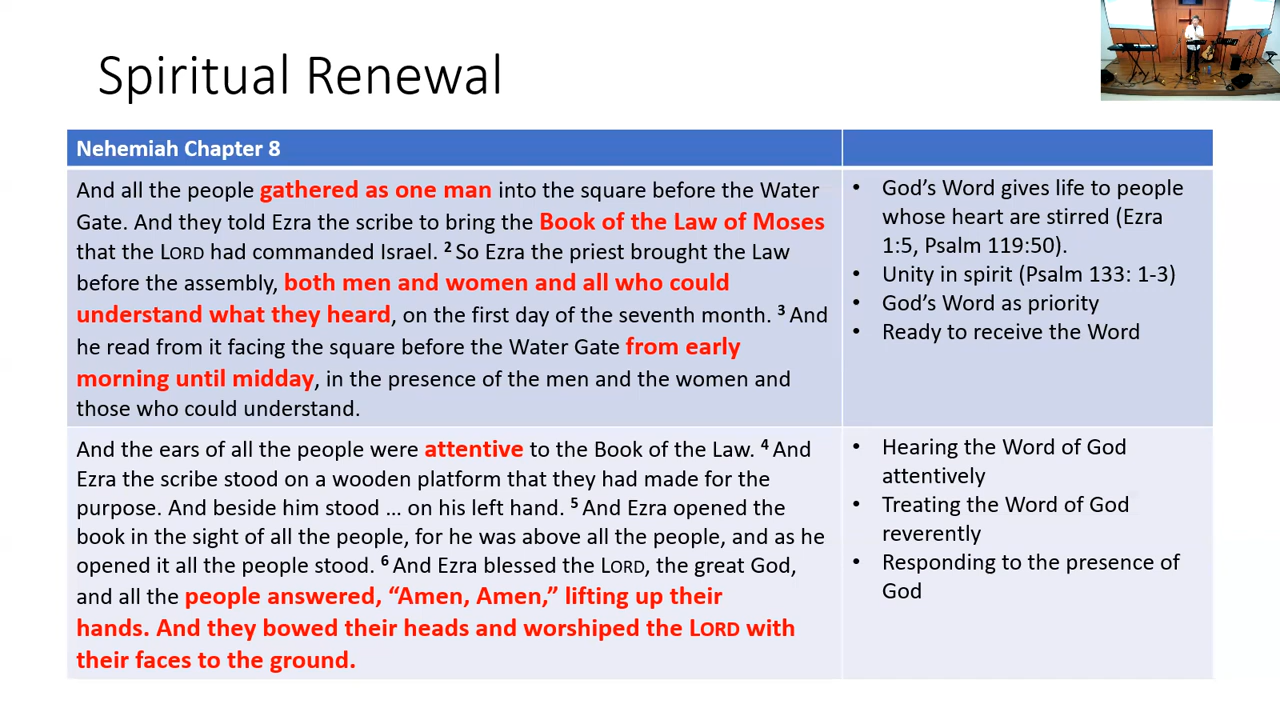 Spiritual Renewal
Nehemiah Chapter 8
And all the people gathered as one man into the square before the Water
Gate. And they told Ezra the scribe to bring the Book of the Law of Moses
that the LORD had commanded Israel. 2 So Ezra the priest brought the Law
before the assembly, both men and women and all who could
understand what they heard, on the first day of the seventh month. 3 And
he read from it facing the square before the Water Gate from early
morning until midday, in the presence of the men and the women and
those who could understand.
• God’s Word gives life to people
whose heart are stirred (Ezra
1:5, Psalm 119:50).
• Unity in spirit (Psalm 133: 1-3)
• God’s Word as priority
• Ready to receive the Word
And the ears of all the people were attentive to the Book of the Law. 4 And
Ezra the scribe stood on a wooden platform that they had made for the
purpose. And beside him stood … on his left hand. 5 And Ezra opened the
book in the sight of all the people, for he was above all the people, and as he
opened it all the people stood. 6 And Ezra blessed the LORD, the great God,
and all the people answered, “Amen, Amen,” lifting up their
hands. And they bowed their heads and worshiped the LORD with
their faces to the ground.
• Hearing the Word of God
attentively
• Treating the Word of God
reverently
• Responding to the presence of
God